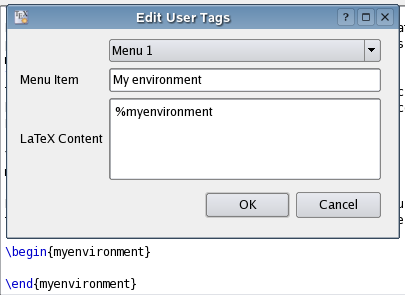 Edit User Tags
Menu 1
Menu Item
My environment
%myenvironment
LaTeX Content
OK
Cancel
\begin{myenvironment}
\end{myenvironment}